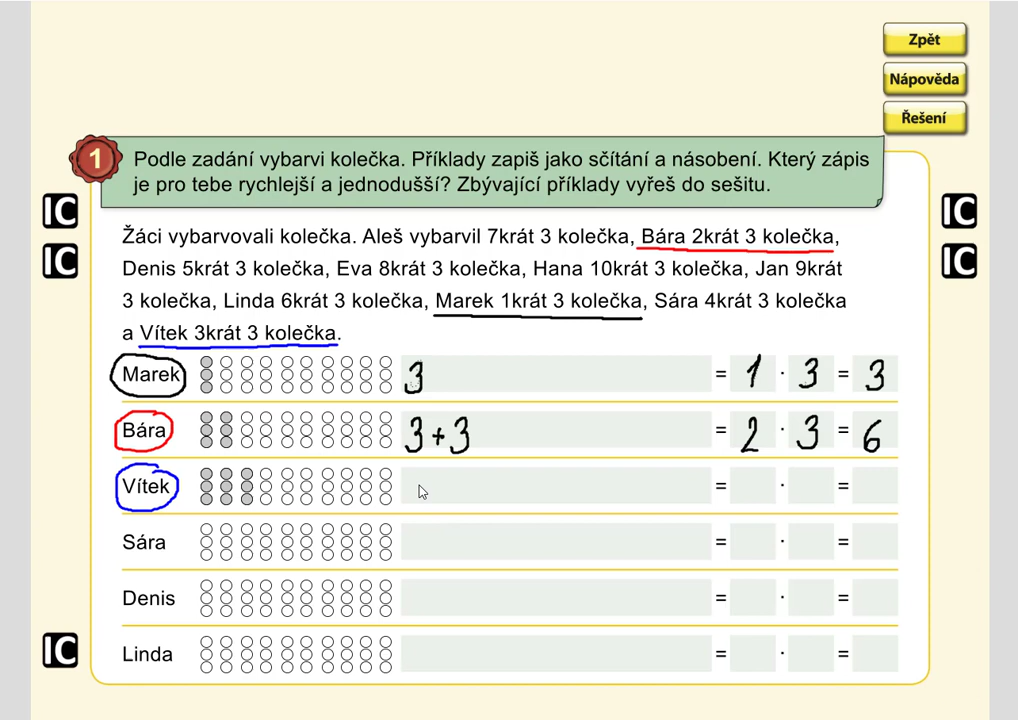 Zpět
Nápověda
Řešení
1 Podle zadání vybarvi kolečka. Příklady zapiš jako sčítání a násobení. Který zápis
je pro tebe rychlejší a jednodušší? Zbývající příklady vyřeš do sešitu.
IC IC
IC IC
Žáci vybarvovali kolečka. Aleš vybarvil 7krát 3 kolečka, Bára 2krát 3 kolečka,
Denis 5krát 3 kolečka, Eva 8krát 3 kolečka, Hana 10krát 3 kolečka, Jan 9krát
3 kolečka, Linda 6krát 3 kolečka, Marek 1krát 3 kolečka, Sára 4krát 3 kolečka
a Vítek 3krát 3 kolečka.
Marek 3 = 1 · 3 = 3
Bára 3 + 3 = 2 · 3 = 6
Vítek = · =
Sára = · =
Denis = · =
IC Linda = · =